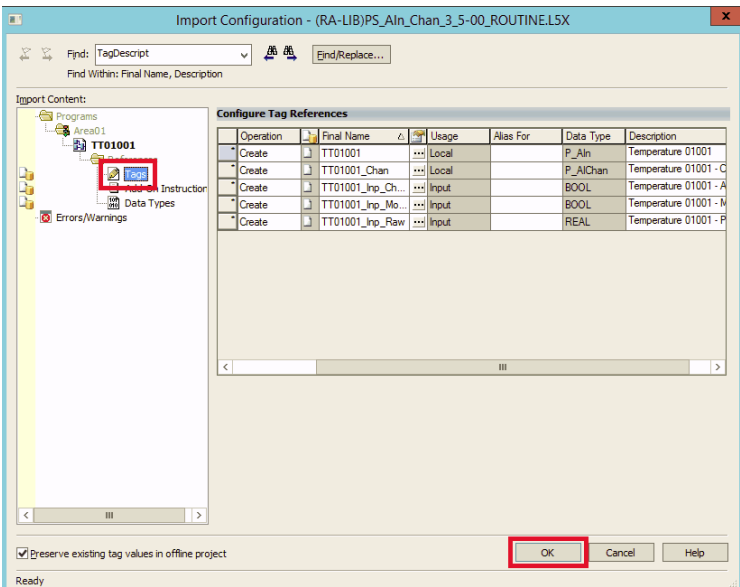 Import Configuration - (RA-LIB)PS_AIn_Chan_3_5-00_ROUTINE.L5X
x
Find: TagDescript Find/Replace...
Find Within: Final Name, Description
Import Content:
Programs
Area01
TT01001
References
Tags
Add-On Instruction
Data Types
Errors/Warnings
Configure Tag References
Operation Final Name Usage Alias For Data Type Description
Create TT01001 ... Local P_AIn Temperature 01001
Create TT01001_Chan ... Local P_AIChan Temperature 01001 - C
Create TT01001_Inp_Ch... ... Input BOOL Temperature 01001 - A
Create TT01001_Inp_Mo... ... Input BOOL Temperature 01001 - M
Create TT01001_Inp_Raw ... Input REAL Temperature 01001 - P
Preserve existing tag values in offline project
OK Cancel Help
Ready